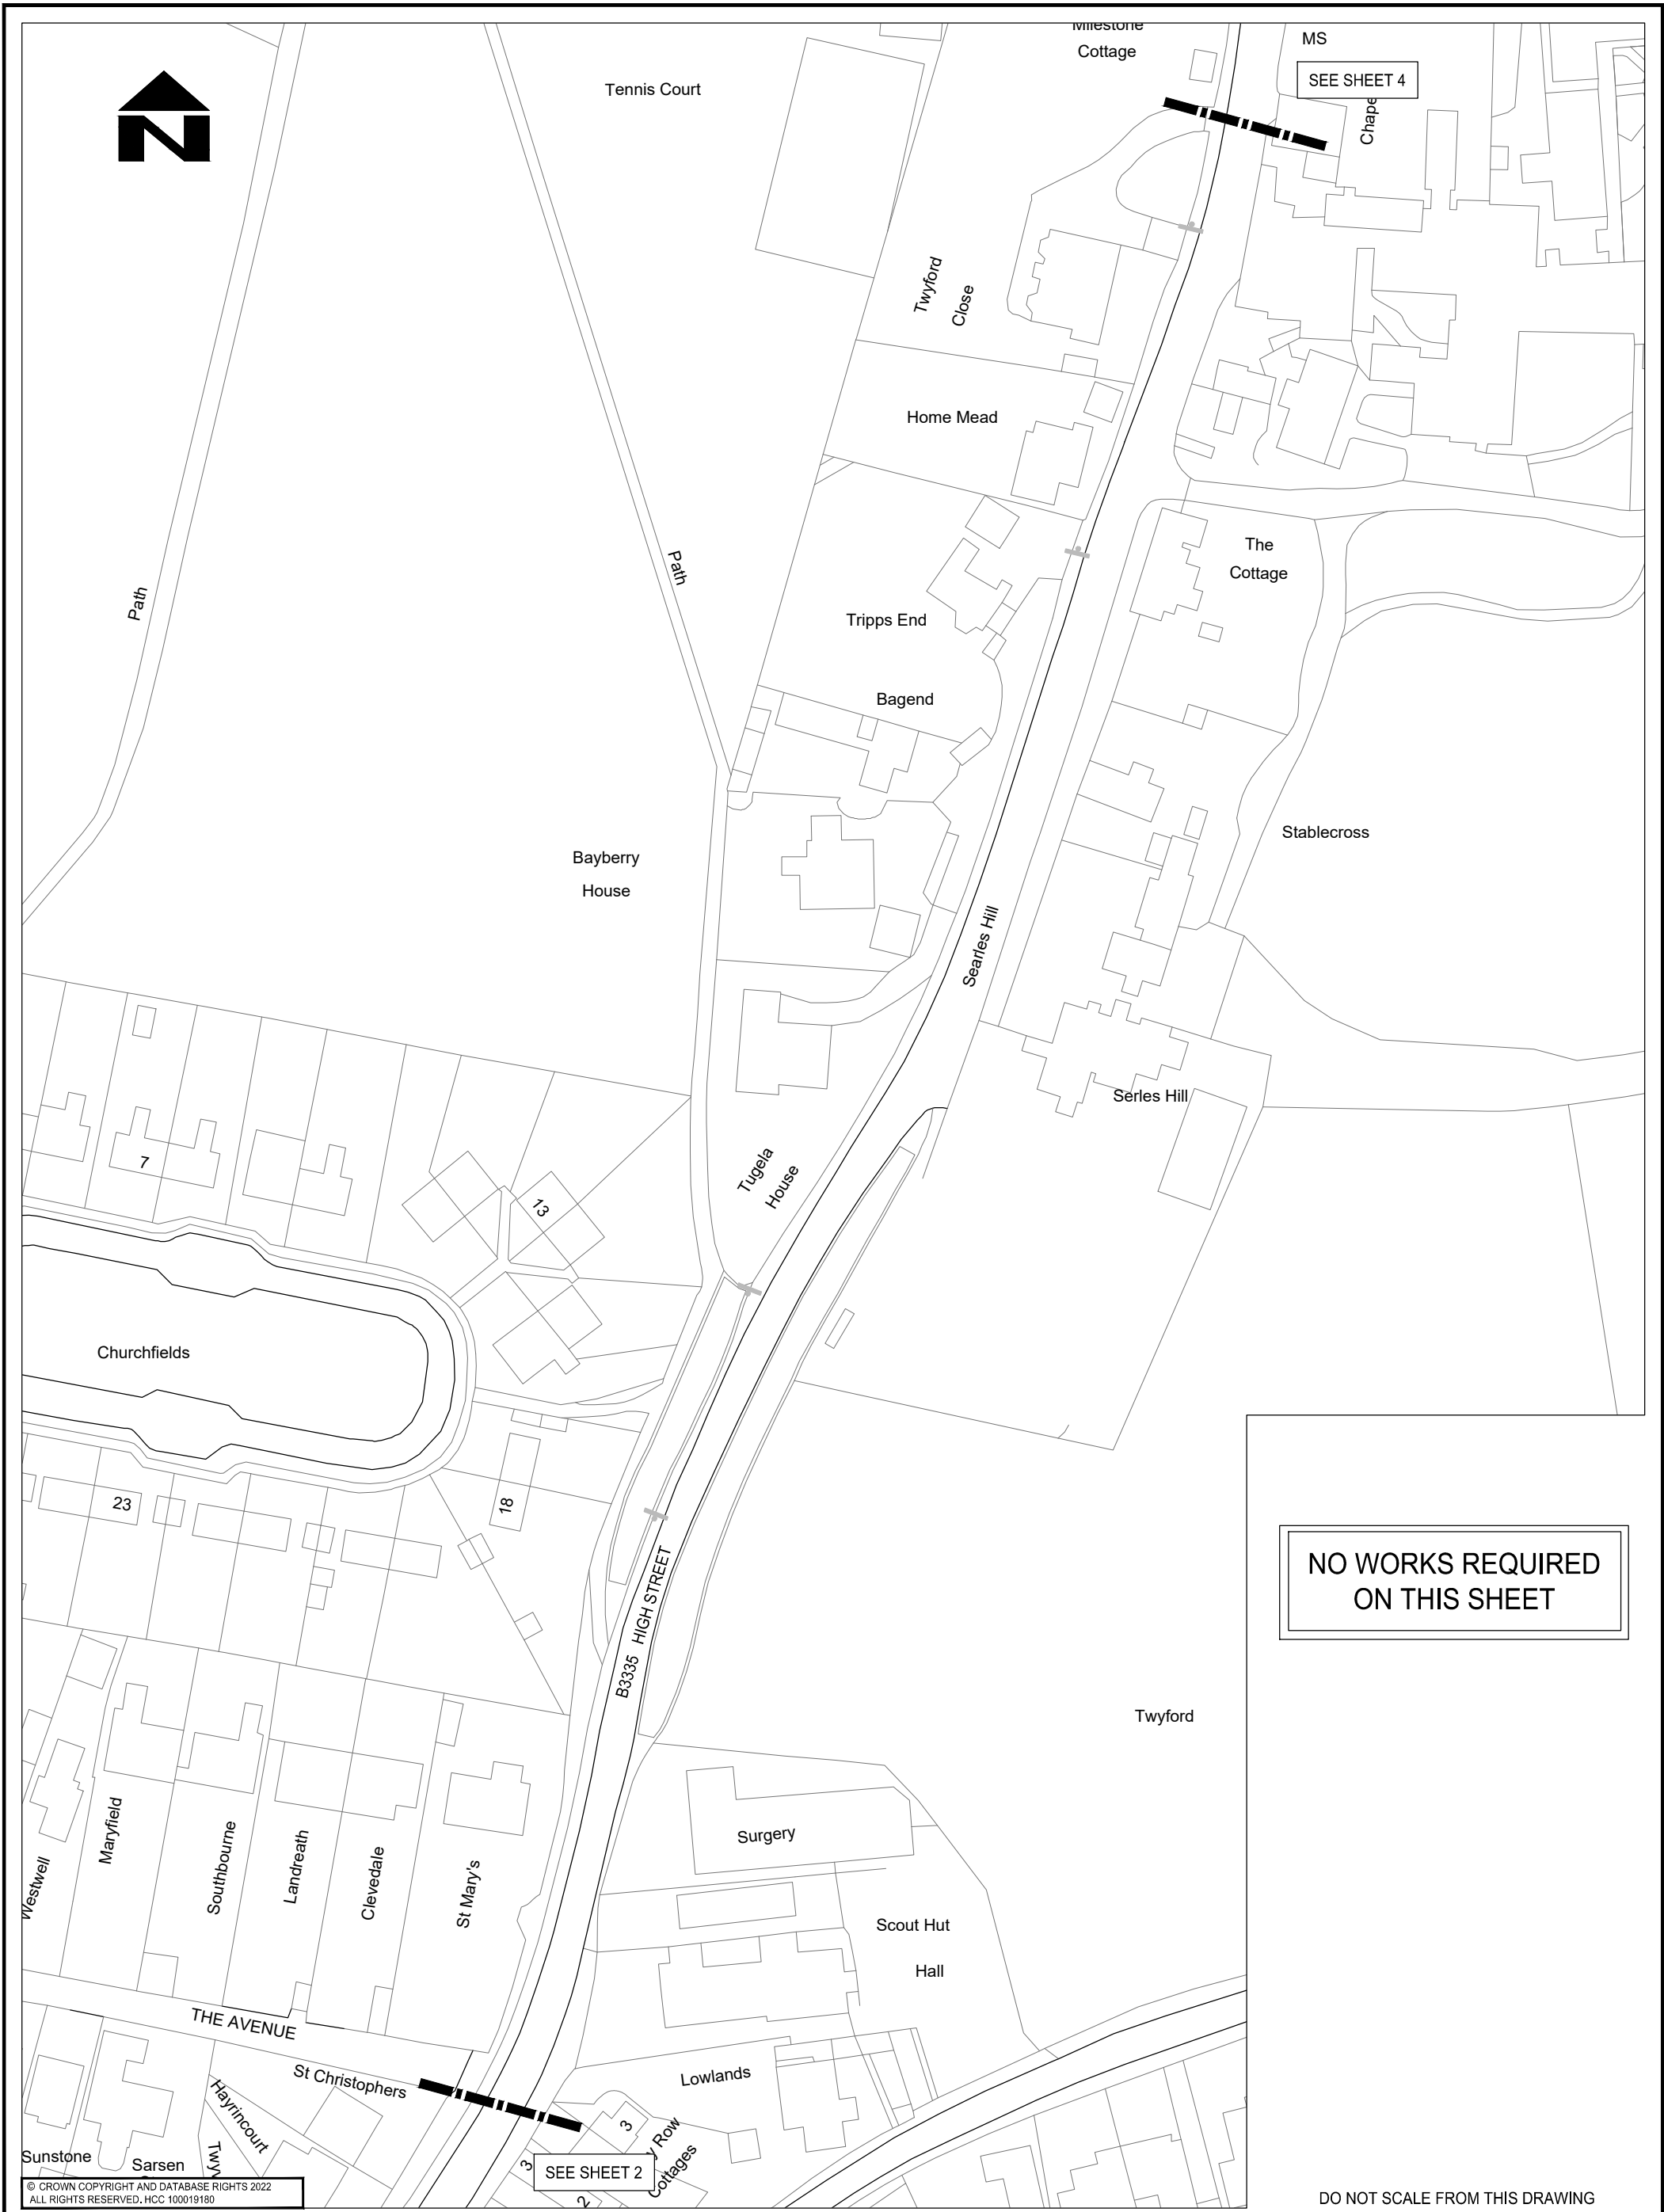 Milestone
Cottage
MS
SEE SHEET 4
Tennis Court
N
Twyford
Close
Home Mead
Path
Path
The
Cottage
Tripps End
Bagend
Stablecross
Bayberry
House
Searles Hill
Serles Hill
7
13
Tugela
House
Churchfields
23
18
B3335 HIGH STREET
NO WORKS REQUIRED
ON THIS SHEET
Twyford
Surgery
Westwell
Maryfield
Southbourne
Landreath
Clevedale
St Mary's
Scout Hut
Hall
THE AVENUE
St Christophers
Hayrincourt
Lowlands
3
Row
Cottages
3
2
SEE SHEET 2
Sunstone
Sarsen
© CROWN COPYRIGHT AND DATABASE RIGHTS 2022
ALL RIGHTS RESERVED. HCC 100019180
DO NOT SCALE FROM THIS DRAWING